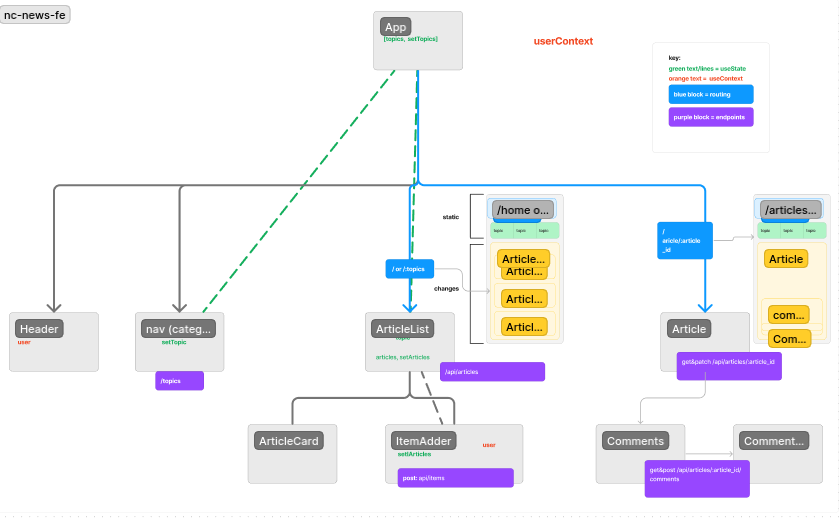 nc-news-fe
App
[topics, setTopics]
userContext
key:
green text/lines = useState
orange text = useContext
blue block = routing
purple block = endpoints
static
/home o...
topic topic topic
/articles...
topic topic topic
/
aricle/:article
_id
/ or /:topics
changes
Article...
Articl...
Articl...
Articl...
Article
com...
Com...
Header
user
nav (categ...
setTopic
/topics
ArticleList
articles, setArticles
/api/articles
Article
get&patch /api/articles/:article_id
ArticleCard
ItemAdder
user
setIArticles
post: api/items
Comments
Comment...
get&post /api/articles/:article_id/
comments